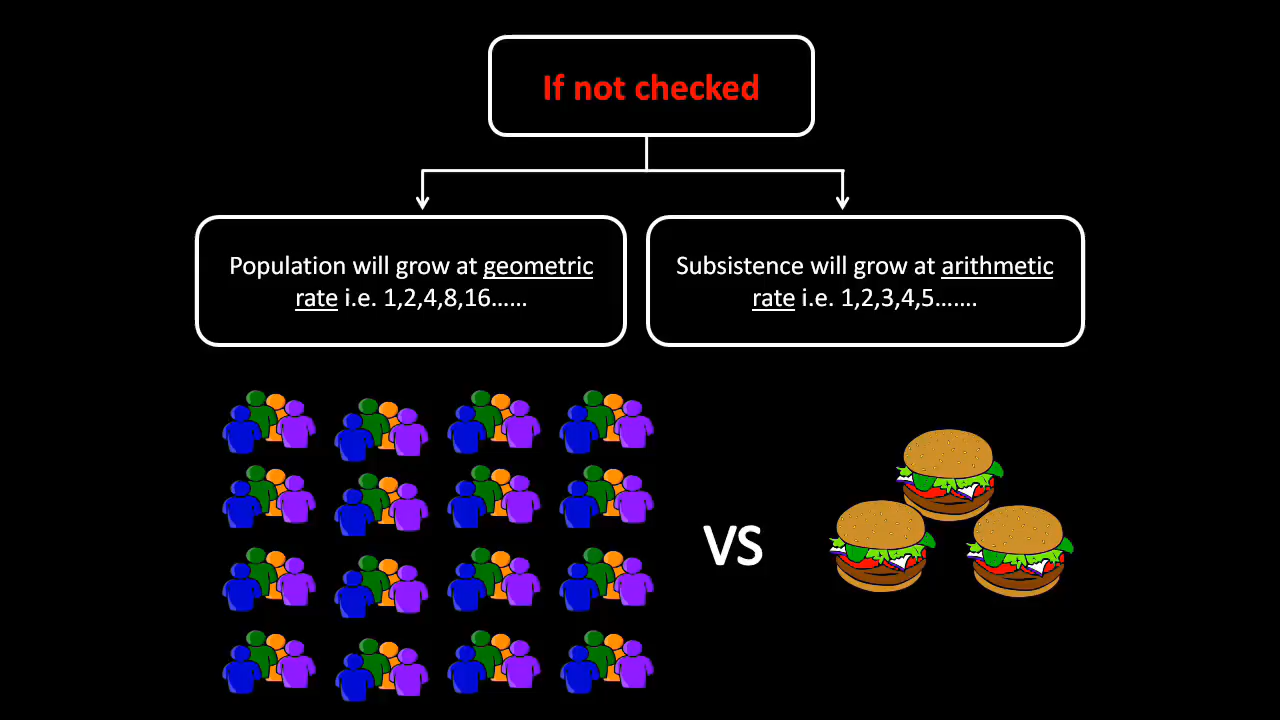 If not checked
Population will grow at geometric
rate i.e. 1,2,4,8,16......
Subsistence will grow at arithmetic
rate i.e. 1,2,3,4,5.......
VS